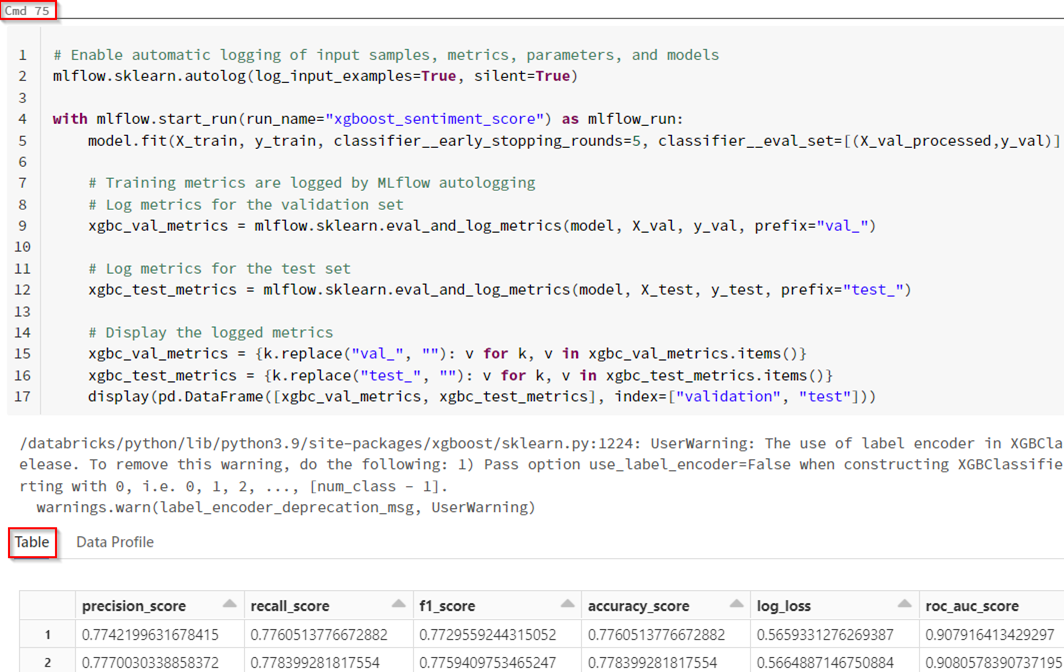 Cmd 75
1 # Enable automatic logging of input samples, metrics, parameters, and models
2 mlflow.sklearn.autolog(log_input_examples=True, silent=True)
3
4 with mlflow.start_run(run_name="xgboost_sentiment_score") as mlflow_run:
5 model.fit(X_train, y_train, classifier__early_stopping_rounds=5, classifier__eval_set=[(X_val_processed,y_val)]
6
7 # Training metrics are logged by MLflow autologging
8 # Log metrics for the validation set
9 xgbc_val_metrics = mlflow.sklearn.eval_and_log_metrics(model, X_val, y_val, prefix="val_")
10
11 # Log metrics for the test set
12 xgbc_test_metrics = mlflow.sklearn.eval_and_log_metrics(model, X_test, y_test, prefix="test_")
13
14 # Display the logged metrics
15 xgbc_val_metrics = {k.replace("val_", ""): v for k, v in xgbc_val_metrics.items()}
16 xgbc_test_metrics = {k.replace("test_", ""): v for k, v in xgbc_test_metrics.items()}
17 display(pd.DataFrame([xgbc_val_metrics, xgbc_test_metrics], index=["validation", "test"]))
/databricks/python/lib/python3.9/site-packages/xgboost/sklearn.py:1224: UserWarning: The use of label encoder in XGBCla
elease. To remove this warning, do the following: 1) Pass option use_label_encoder=False when constructing XGBClassifie
rting with 0, i.e. 0, 1, 2, ..., [num_class - 1].
warnings.warn(label_encoder_deprecation_msg, UserWarning)
Table Data Profile
precision_score recall_score f1_score accuracy_score log_loss roc_auc_score
1 0.7742199631678415 0.7760513776672882 0.7729559244315052 0.7760513776672882 0.5659331276269387 0.907916413429297
2 0.7770030338858372 0.778399281817554 0.7759409753465247 0.778399281817554 0.5664887146750884 0.9080578390737195